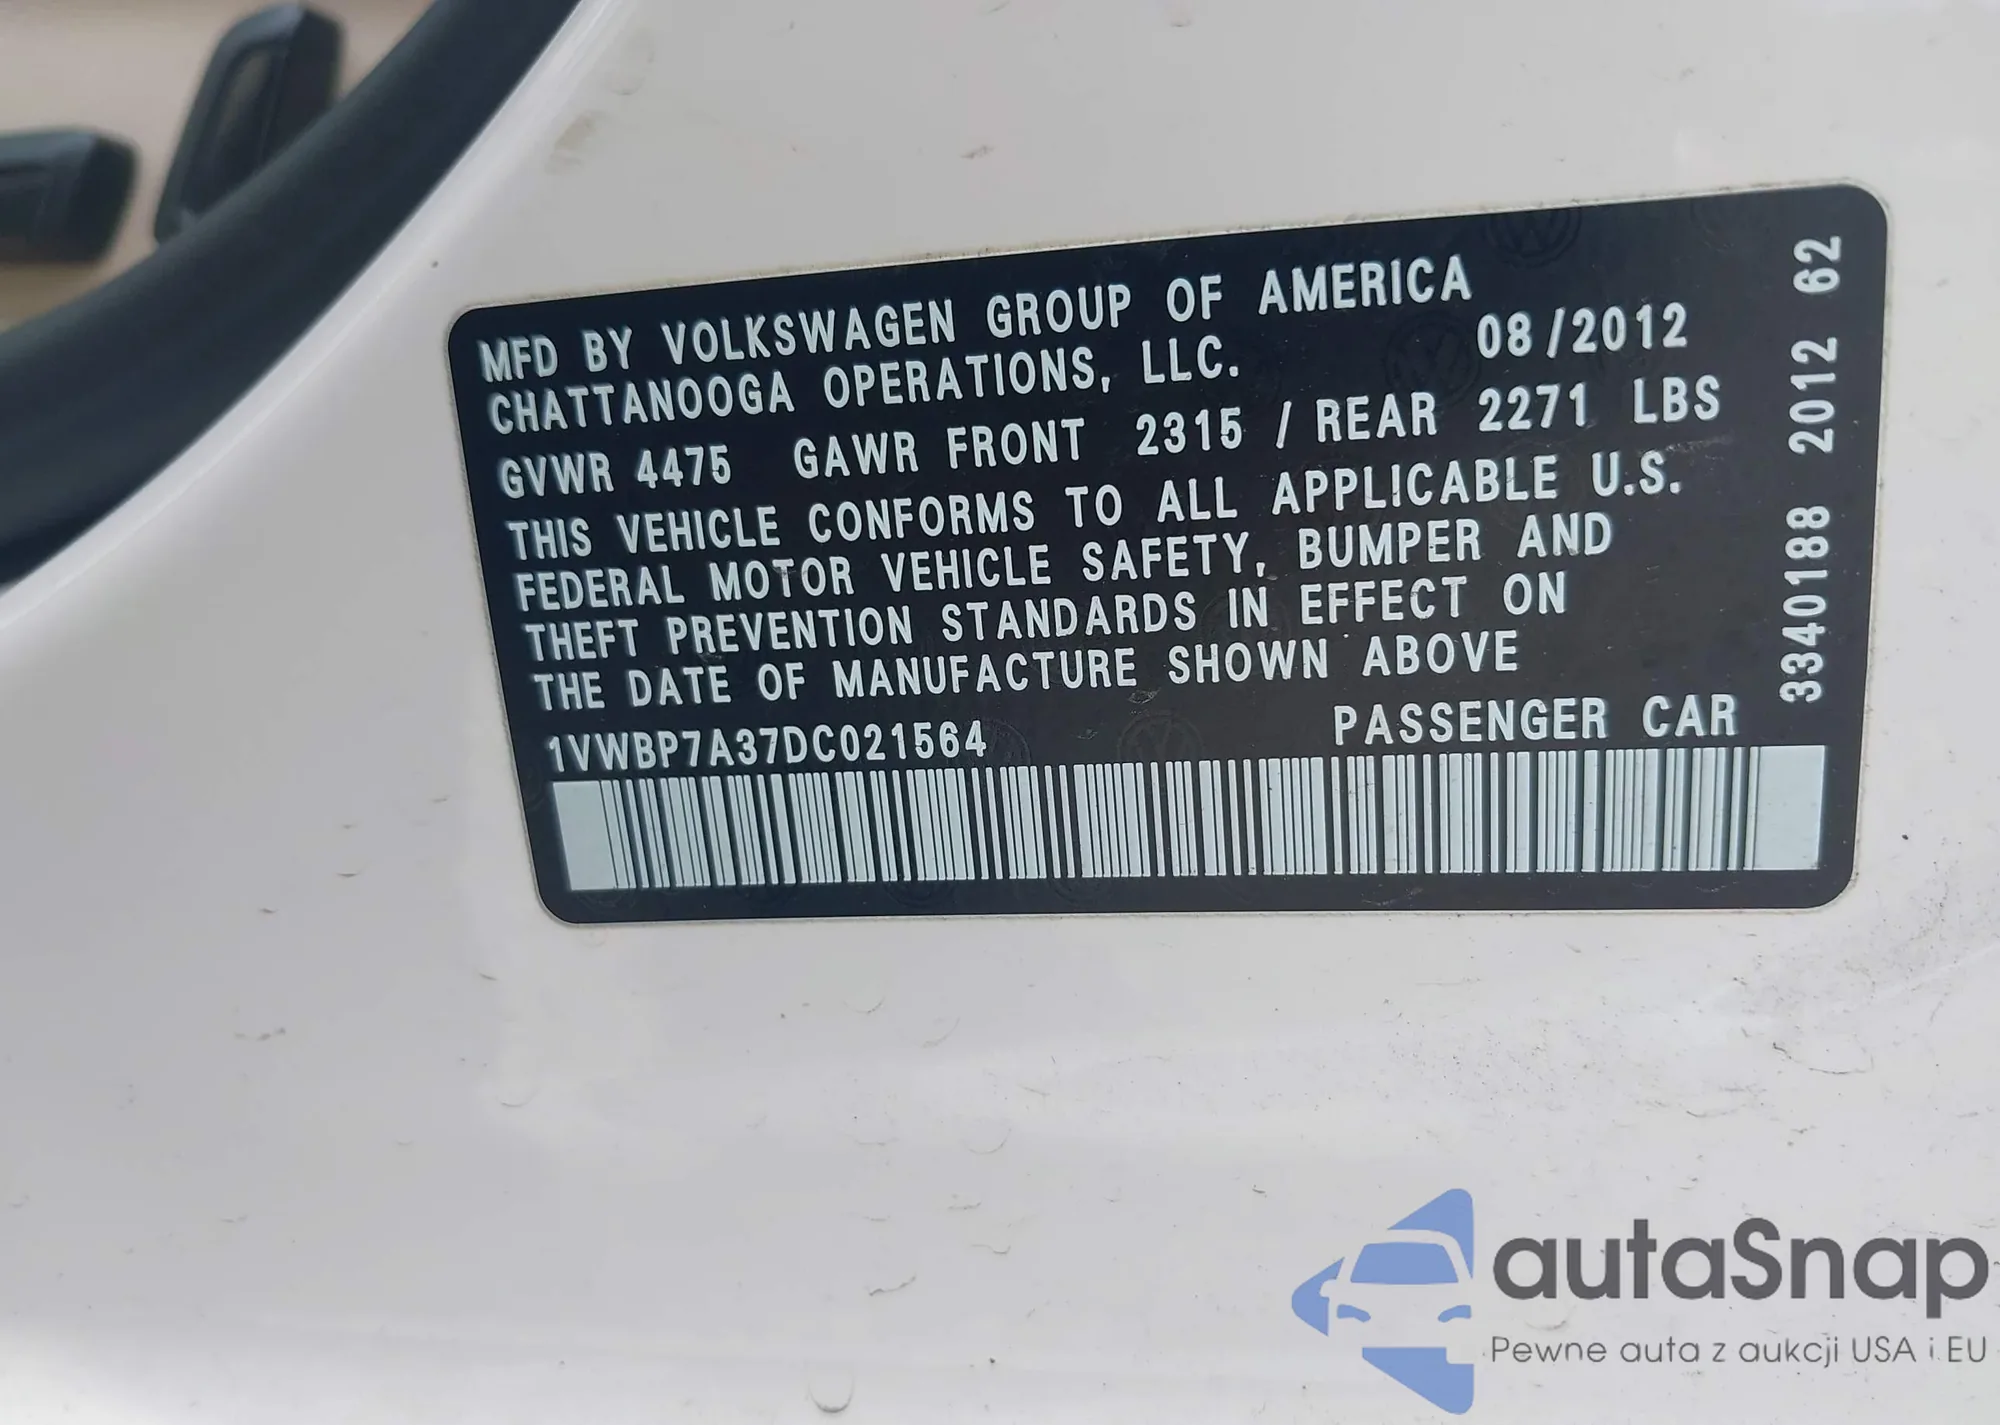 MFD BY VOLKSWAGEN GROUP OF AMERICA
CHATTANOOGA OPERATIONS, LLC. 08/2012
GVWR 4475 GAWR FRONT 2315 / REAR 2271 LBS
THIS VEHICLE CONFORMS TO ALL APPLICABLE U.S.
FEDERAL MOTOR VEHICLE SAFETY, BUMPER AND
THEFT PREVENTION STANDARDS IN EFFECT ON
THE DATE OF MANUFACTURE SHOWN ABOVE
1VWBP7A37DC021564 PASSENGER CAR
3340188 2012 62
autaSnap
Pewne auta z aukcji USA i EU